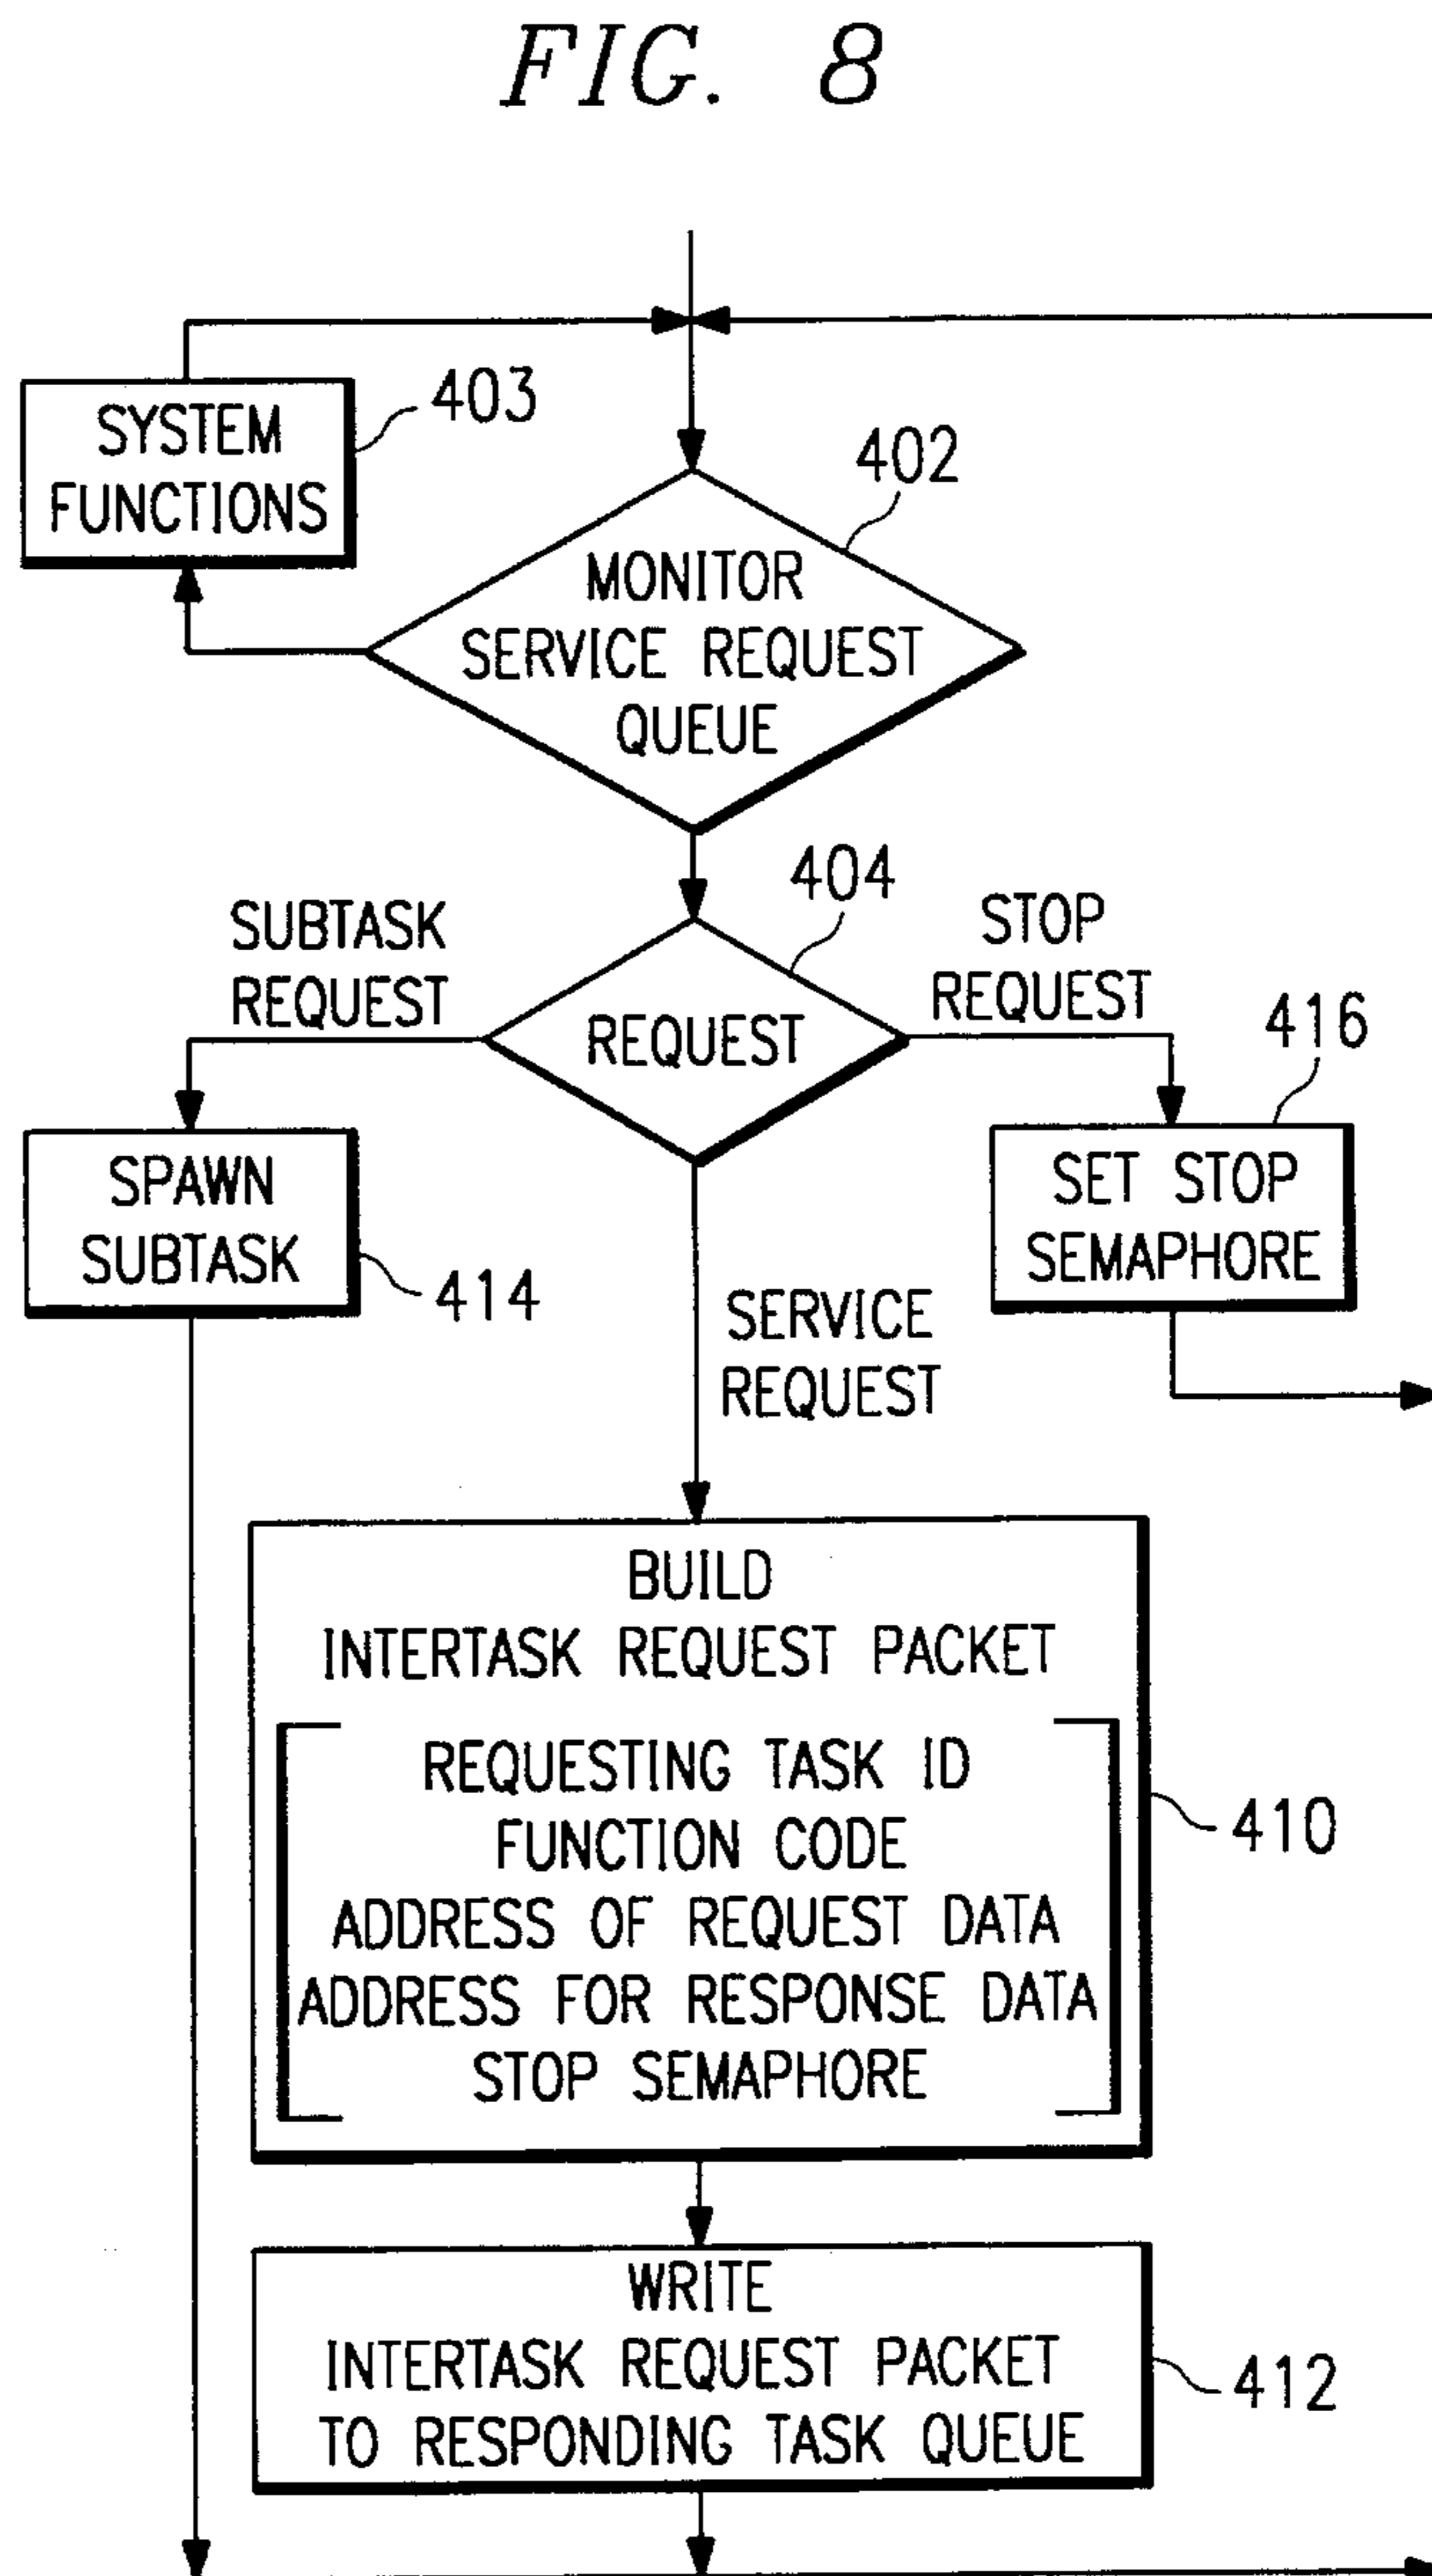 FIG. 8
SYSTEM
FUNCTIONS
403
402
MONITOR
SERVICE REQUEST
QUEUE
404
SUBTASK
REQUEST
REQUEST
STOP
REQUEST
416
SPAWN
SUBTASK
414
SET STOP
SEMAPHORE
SERVICE
REQUEST
BUILD
INTERTASK REQUEST PACKET
REQUESTING TASK ID
FUNCTION CODE
ADDRESS OF REQUEST DATA
ADDRESS FOR RESPONSE DATA
STOP SEMAPHORE
410
WRITE
INTERTASK REQUEST PACKET
TO RESPONDING TASK QUEUE
412